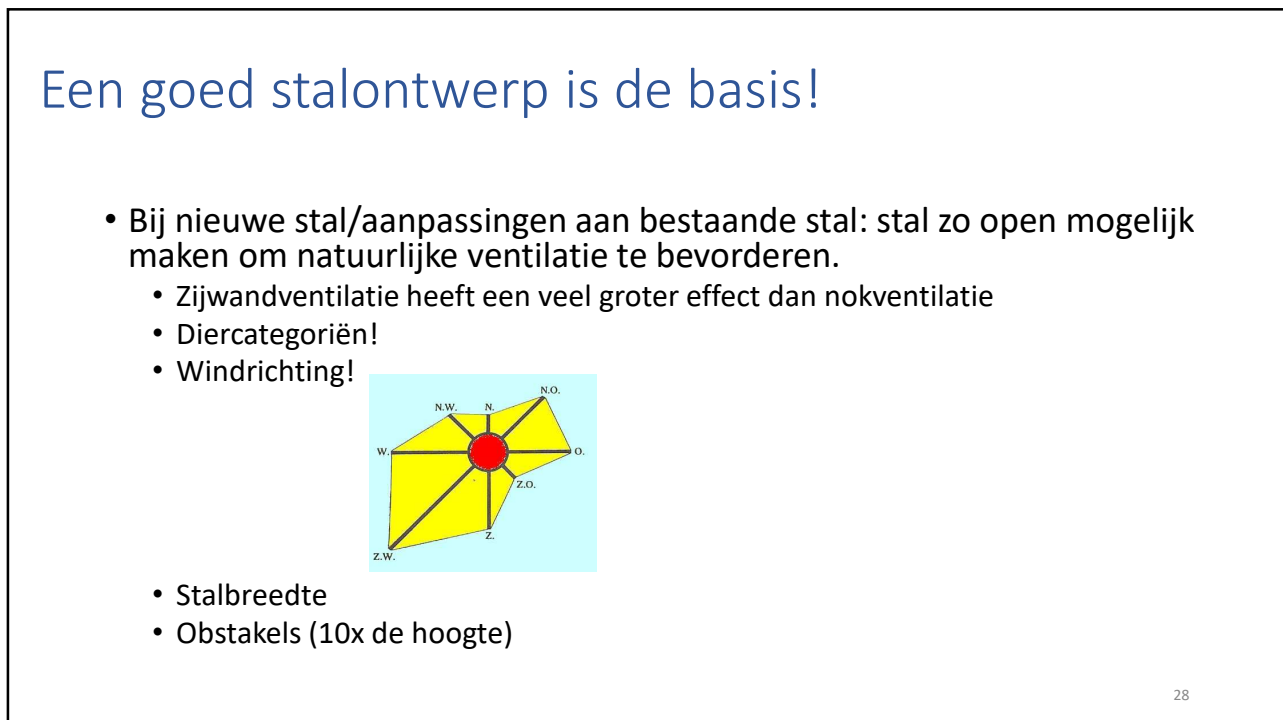 Een goed stalontwerp is de basis!
• Bij nieuwe stal/aanpassingen aan bestaande stal: stal zo open mogelijk
maken om natuurlijke ventilatie te bevorderen.
• Zijwandventilatie heeft een veel groter effect dan nokventilatie
• Diercategoriën!
• Windrichting!
N.O.
N.W.
N.
W.
O.
Z.O.
Z.
Z.W.
• Stalbreedte
• Obstakels (10x de hoogte)
28